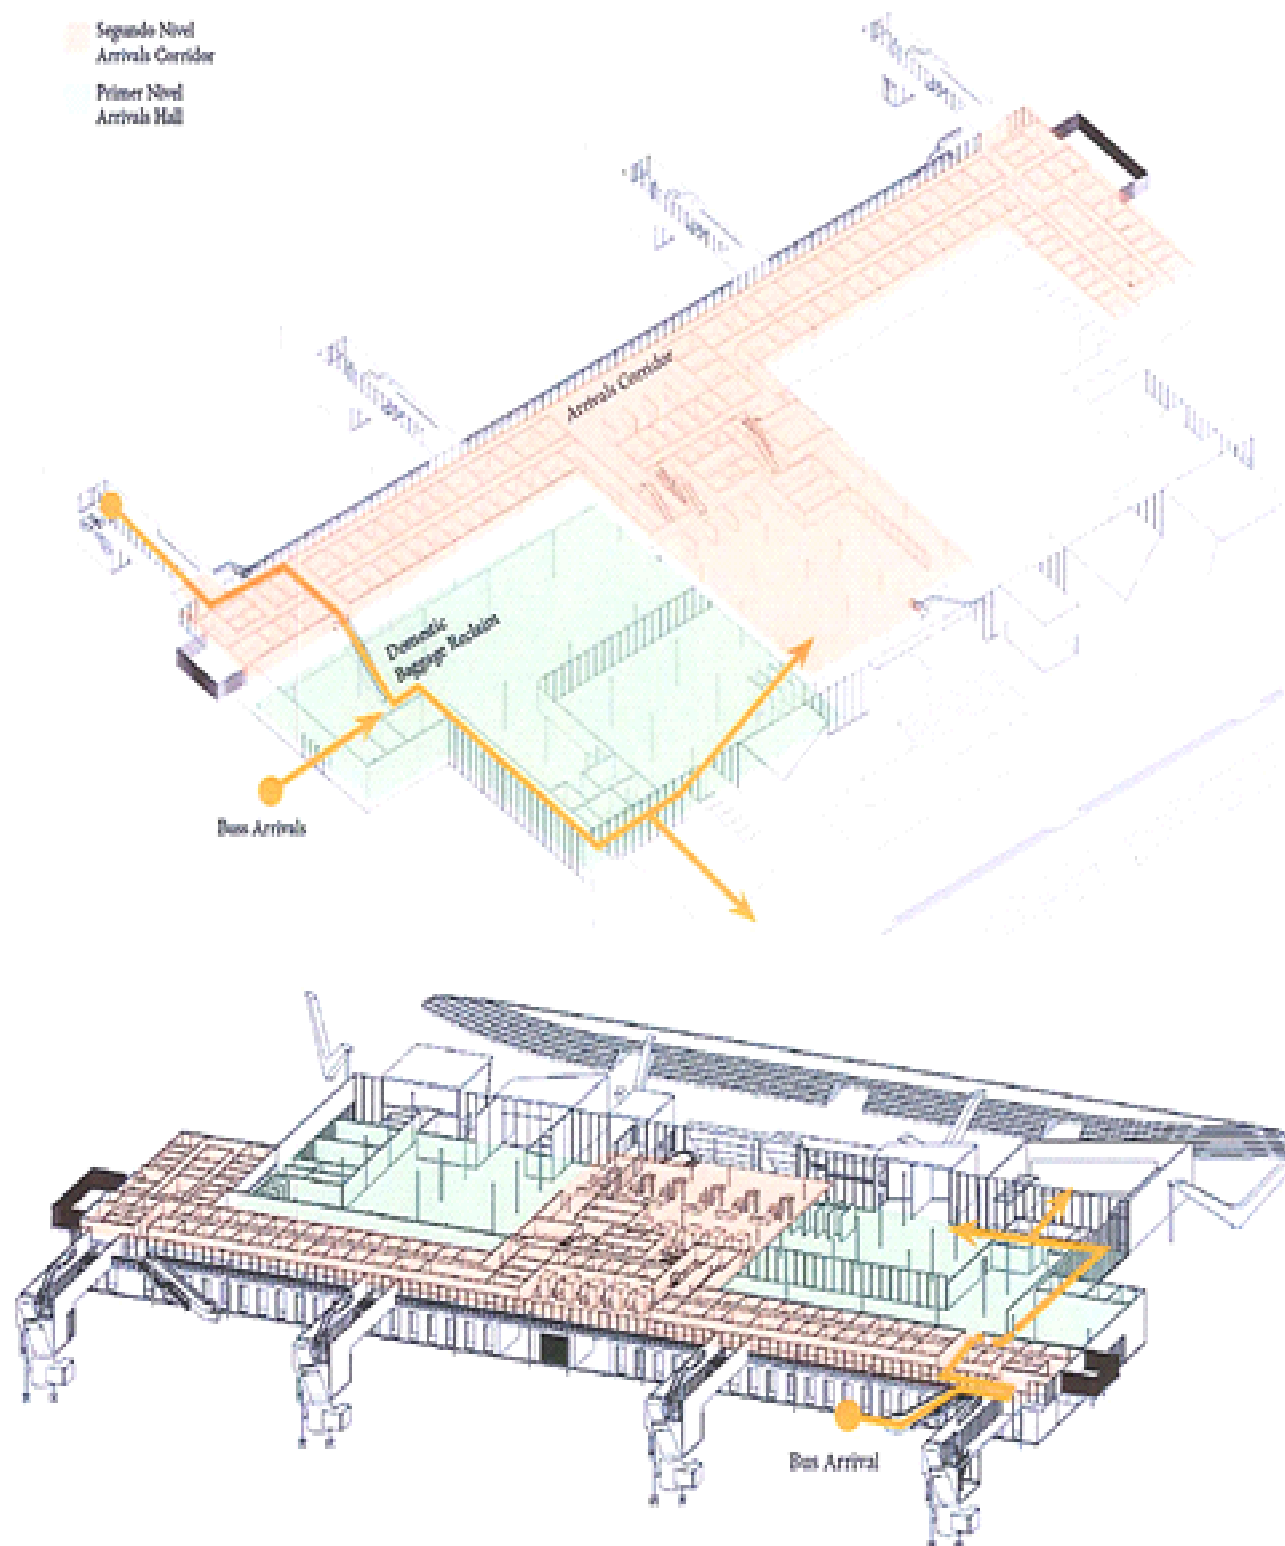 Segundo Nivel
Arrivals Corridor
Primer Nivel
Arrivals Hall
Arrivals Corridor
Domestic
Baggage Reclaim
Buss Arrivals
Bus Arrival